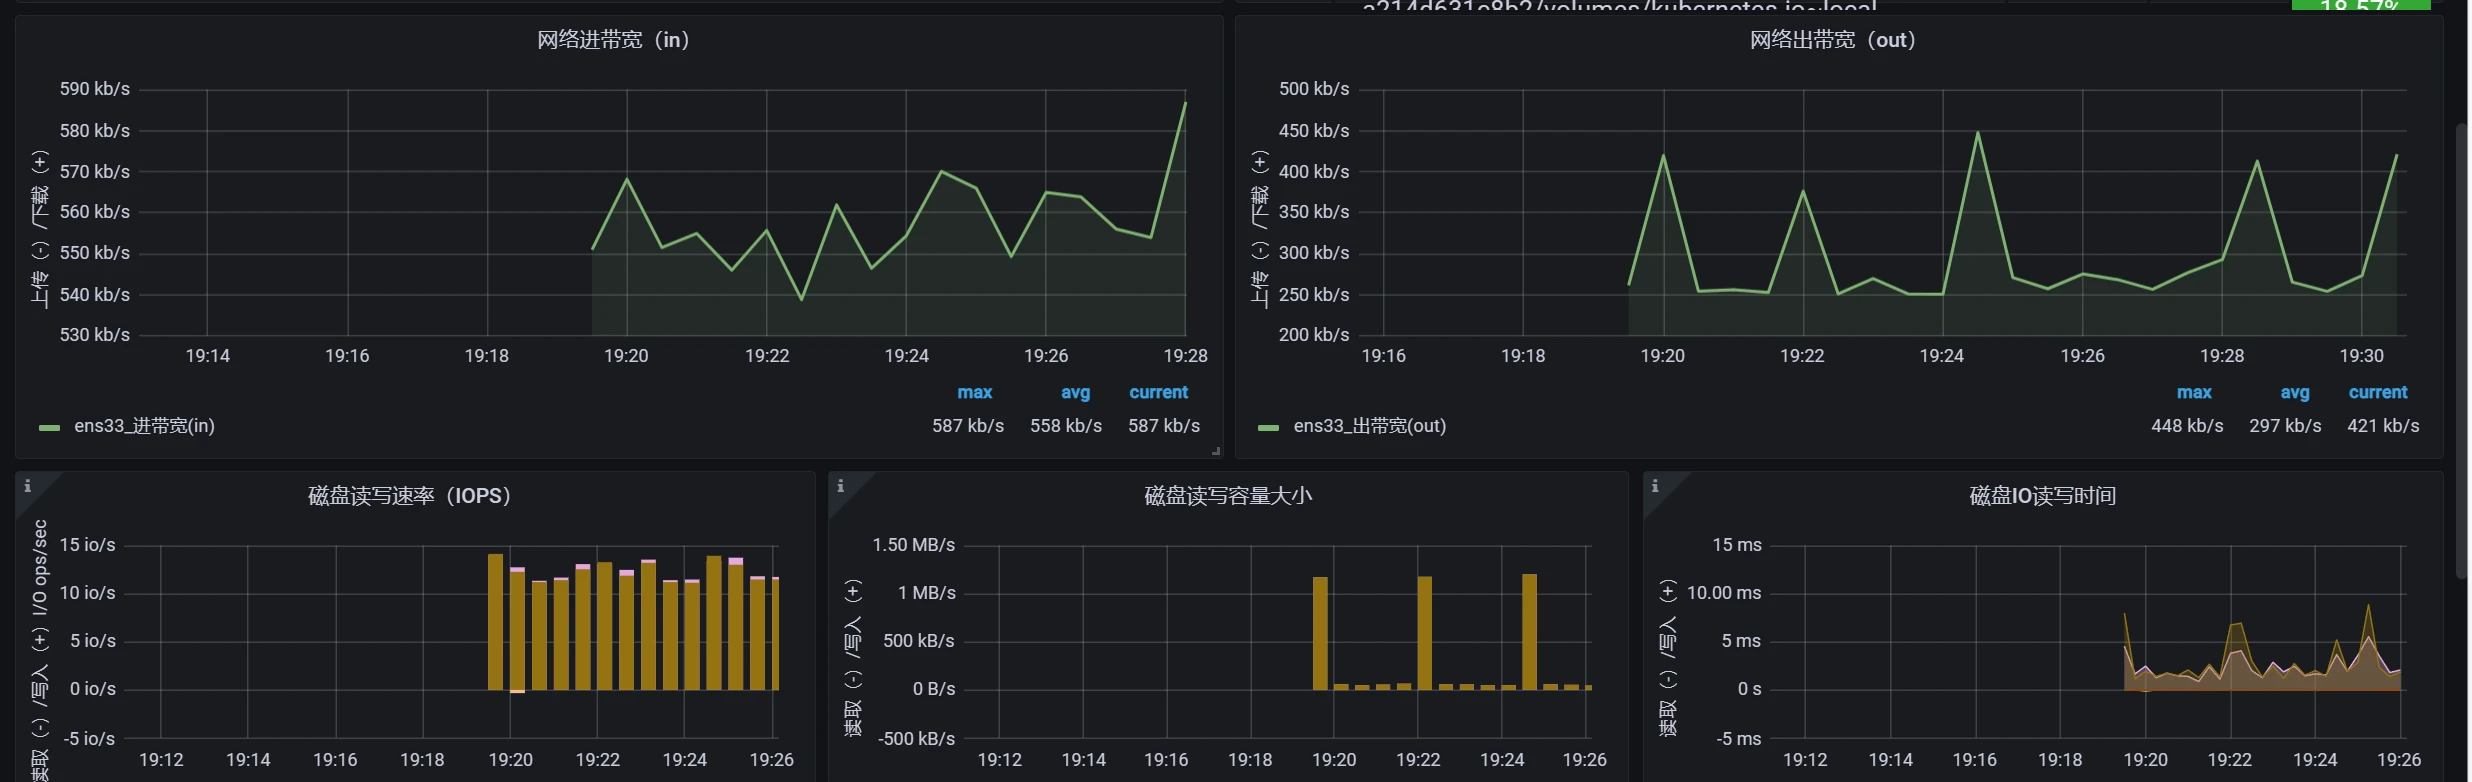 a214d631e8b2/volumes/kubernetes.io~local
18.57%
网络进带宽（in）
590 kb/s
580 kb/s
570 kb/s
560 kb/s
550 kb/s
540 kb/s
530 kb/s
上传（-）/下载（+）
19:14 19:16 19:18 19:20 19:22 19:24 19:26 19:28
max avg current
ens33_进带宽(in) 587 kb/s 558 kb/s 587 kb/s
网络出带宽（out）
500 kb/s
450 kb/s
400 kb/s
350 kb/s
300 kb/s
250 kb/s
200 kb/s
上传（-）/下载（+）
19:16 19:18 19:20 19:22 19:24 19:26 19:28 19:30
max avg current
ens33_出带宽(out) 448 kb/s 297 kb/s 421 kb/s
i
磁盘读写速率（IOPS）
15 io/s
10 io/s
5 io/s
0 io/s
-5 io/s
读取（-）/写入（+）I/O ops/sec
19:12 19:14 19:16 19:18 19:20 19:22 19:24 19:26
i
磁盘读写容量大小
1.50 MB/s
1 MB/s
500 kB/s
0 B/s
-500 kB/s
读取（-）/写入（+）
19:12 19:14 19:16 19:18 19:20 19:22 19:24 19:26
i
磁盘IO读写时间
15 ms
10.00 ms
5 ms
0 s
-5 ms
读取（-）/写入（+）
19:12 19:14 19:16 19:18 19:20 19:22 19:24 19:26